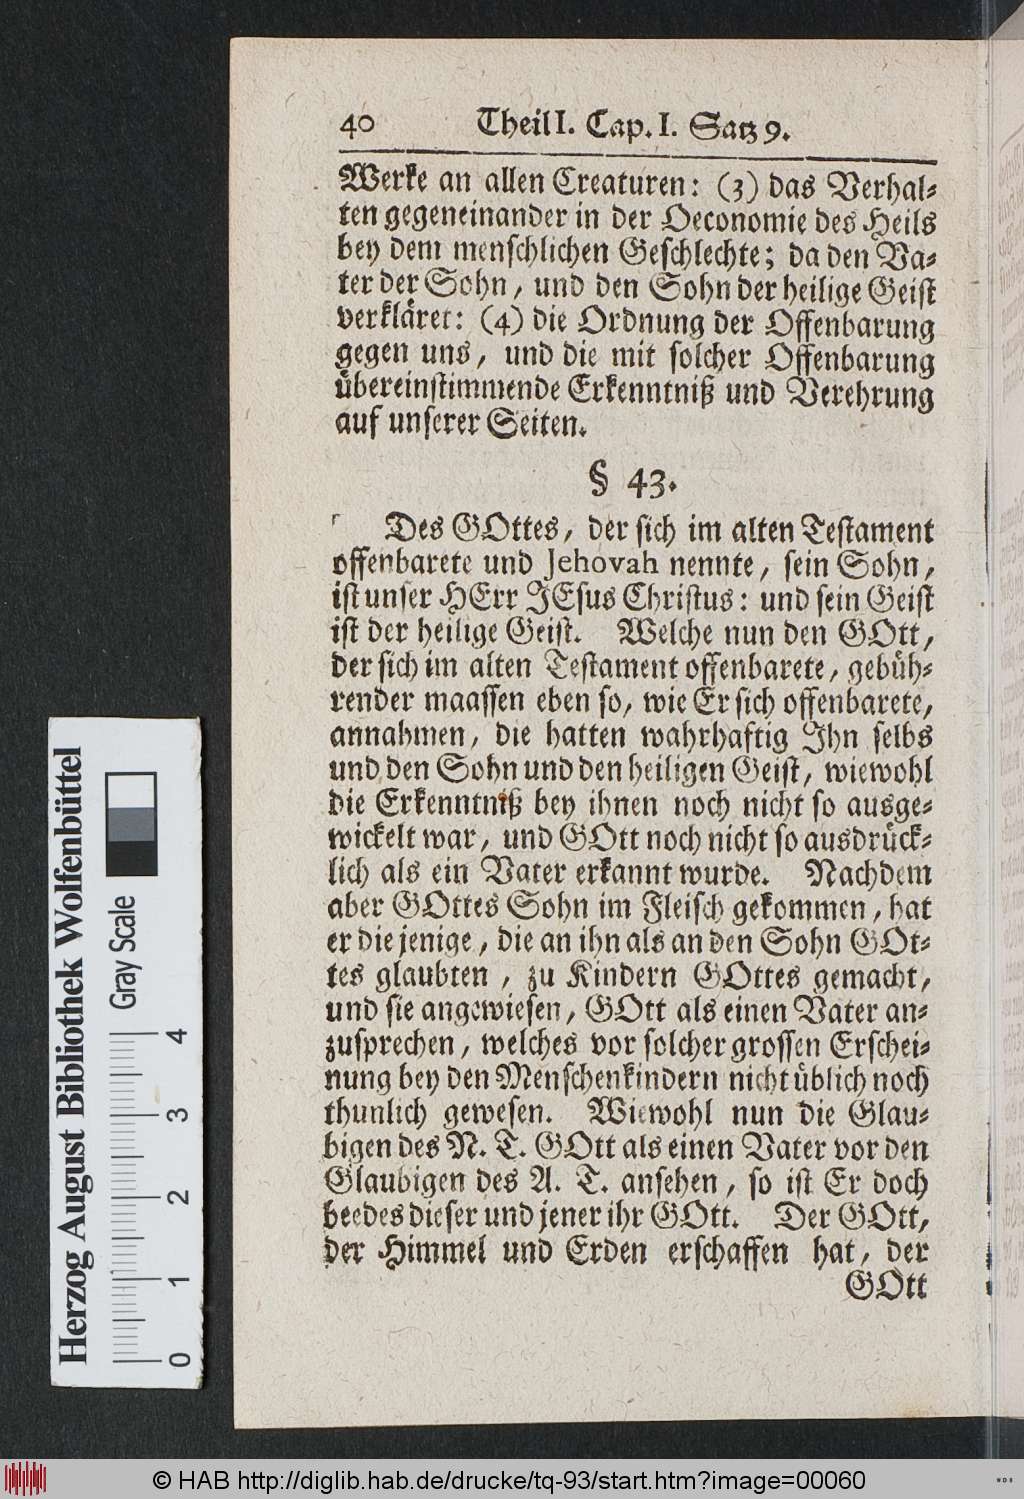 40 Theil I. Cap. I. Satz 9.
Werke an allen Creaturen: (3) das Verhal-
ten gegeneinander in der Oeconomie des Heils
bey dem menschlichen Geschlechte; da den Va-
ter der Sohn, und den Sohn der heilige Geist
verkläret: (4) die Ordnung der Offenbarung
gegen uns, und die mit solcher Offenbarung
übereinstimmende Erkenntniß und Verehrung
auf unserer Seiten.
§ 43.
Des GOttes, der sich im alten Testament
offenbarete und Jehovah nennte, sein Sohn,
ist unser HErr JEsus Christus: und sein Geist
ist der heilige Geist. Welche nun den GOtt,
der sich im alten Testament offenbarete, gebüh-
render maassen eben so, wie Er sich offenbarete,
annahmen, die hatten wahrhaftig Ihn selbs
und den Sohn und den heiligen Geist, wiewohl
die Erkenntniß bey ihnen noch nicht so ausge-
wickelt war, und GOtt noch nicht so ausdrück-
lich als ein Vater erkannt wurde. Nachdem
aber GOttes Sohn im Fleisch gekommen, hat
er die jenige, die an ihn als an den Sohn GOt-
tes glaubten, zu Kindern GOttes gemacht,
und sie angewiesen, GOtt als einen Vater an-
zusprechen, welches vor solcher grossen Erschei-
nung bey den Menschenkindern nicht üblich noch
thunlich gewesen. Wiewohl nun die Glau-
bigen des N. T. GOtt als einen Vater vor den
Glaubigen des A. T. ansehen, so ist Er doch
beedes dieser und jener ihr GOtt. Der GOtt,
der Himmel und Erden erschaffen hat, der
GOtt
Herzog August Bibliothek Wolfenbüttel
Gray Scale
0 1 2 3 4
© HAB http://diglib.hab.de/drucke/tq-93/start.htm?image=00060